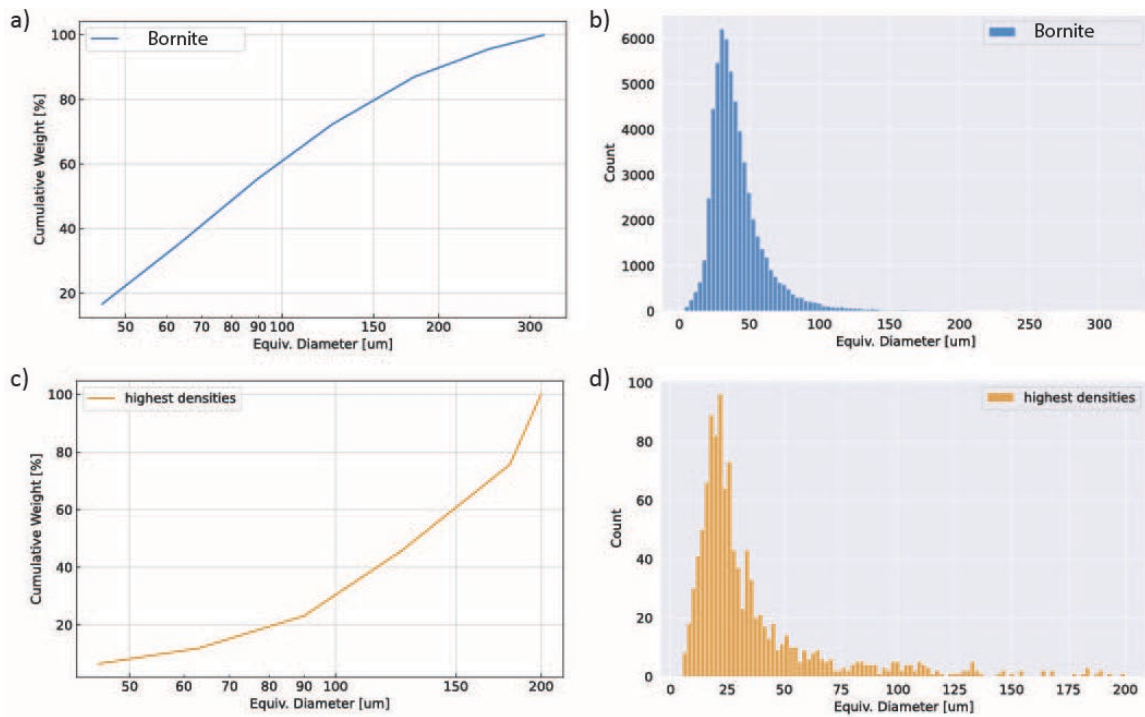 a)
Bornite
100
80
60
40
20
Cumulative Weight [%]
50 60 70 80 90 100 150 200 300
Equiv. Diameter [um]
b)
Bornite
6000
5000
4000
3000
2000
1000
0
Count
0 50 100 150 200 250 300
Equiv. Diameter [um]
c)
highest densities
100
80
60
40
20
Cumulative Weight [%]
50 60 70 80 90 100 150 200
Equiv. Diameter [um]
d)
highest densities
100
80
60
40
20
0
Count
0 25 50 75 100 125 150 175 200
Equiv. Diameter [um]